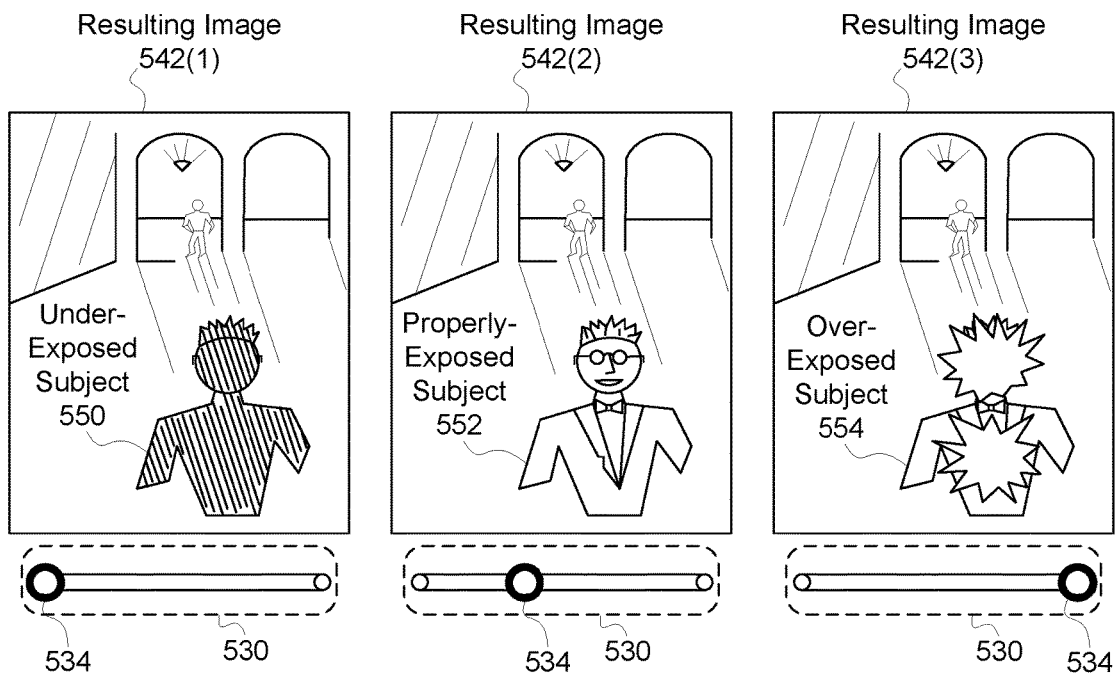 Resulting Image
542(1)
Resulting Image
542(2)
Resulting Image
542(3)
Under-
Exposed
Subject
550
Properly-
Exposed
Subject
552
Over-
Exposed
Subject
554
534
530
534
530
530
534